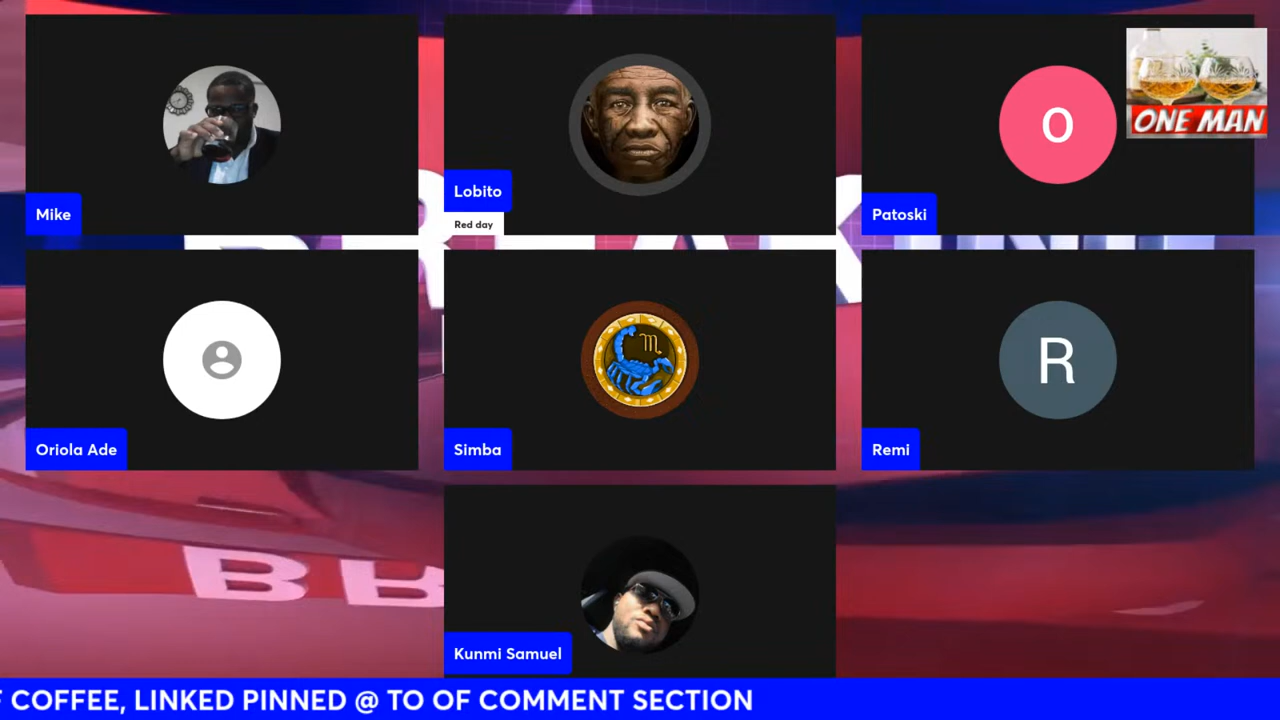 ONE MAN
O
Mike
Lobito
Red day
Patoski
R
Oriola Ade
Simba
Remi
BR
Kunmi Samuel
COFFEE, LINKED PINNED @ TO OF COMMENT SECTION